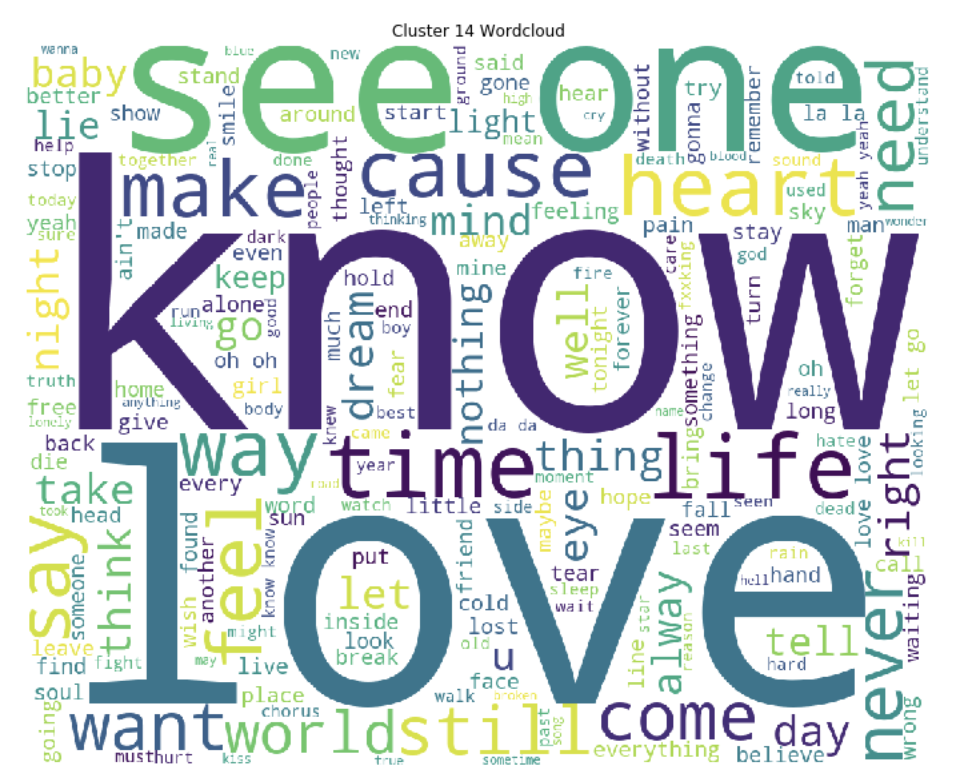 Cluster 14 Wordcloud
wanna
blue
new
see
one
baby
stand
said
gone
ground
high
hear
cry
without
gonna
try
remember
told
la la
need
understand
better
lie
show
smile
around
start
light
mean
help
stop
together
real
done
thought
people
make
cause
left
thinking
mind
feeling
heart
death
blood
sound
used
sky
yeah yeah
today
yeah
sure
ain't
made
dark
even
away
pain
care
stay
god
man
wonder
know
night
keep
alone
run
living
go
good
oh oh
hold
much
dream
end
boy
fear
mine
nothing
fire
well
tonight
forever
fxxking
something
change
turn
forget
oh
really
long
let go
truth
free
lonely
home
anything
give
girl
body
knew
best
came
da da
name
back
die
way
time
year
thing
moment
life
bring
hate
love love
right
looking
take
took
head
every
word
road
watch
little
side
maybe
eye
hope
fall
seen
seem
last
dead
kill
call
say
someone
think
wish
found
another
feel
sun
know know
love
put
let
inside
look
break
friend
cold
lost
old
u
face
tear
sleep
wait
line
star
alway
reason
rain
hell
hand
tell
hard
never
waiting
leave
find
fight
may
might
live
soul
going
place
chorus
walk
broken
past
song
want
world
still
come
day
wrong
must
hurt
kiss
true
sometime
everything
believe